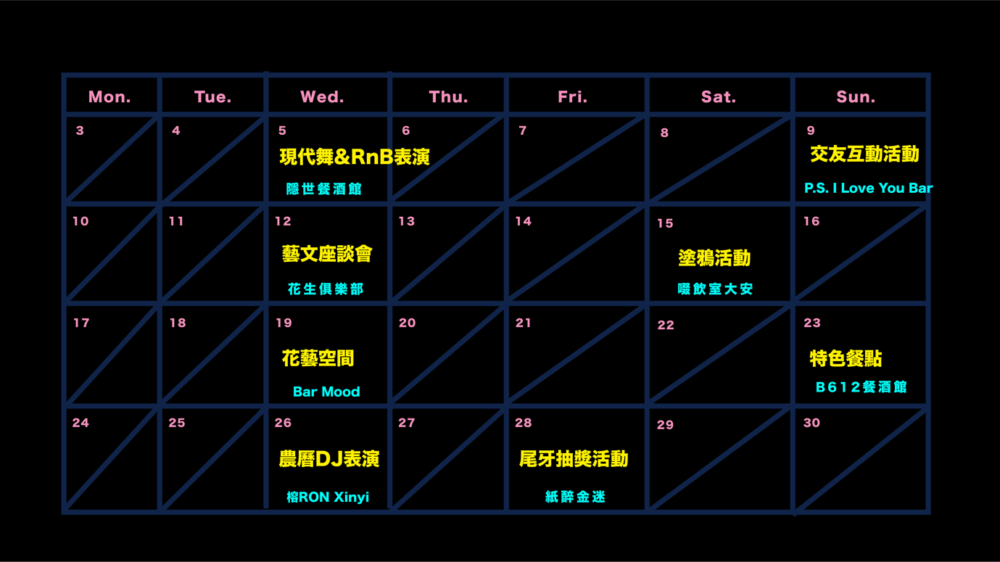 Mon.
Tue.
Wed.
Thu.
Fri.
Sat.
Sun.
3
4
5
現代舞&RnB表演
隱世餐酒館
6
7
8
9
交友互動活動
P.S. I Love You Bar
10
11
12
藝文座談會
花生俱樂部
13
14
15
塗鴉活動
啜飲室大安
16
17
18
19
花藝空間
Bar Mood
20
21
22
23
特色餐點
B612餐酒館
24
25
26
農曆DJ表演
榕RON Xinyi
27
28
尾牙抽獎活動
紙醉金迷
29
30